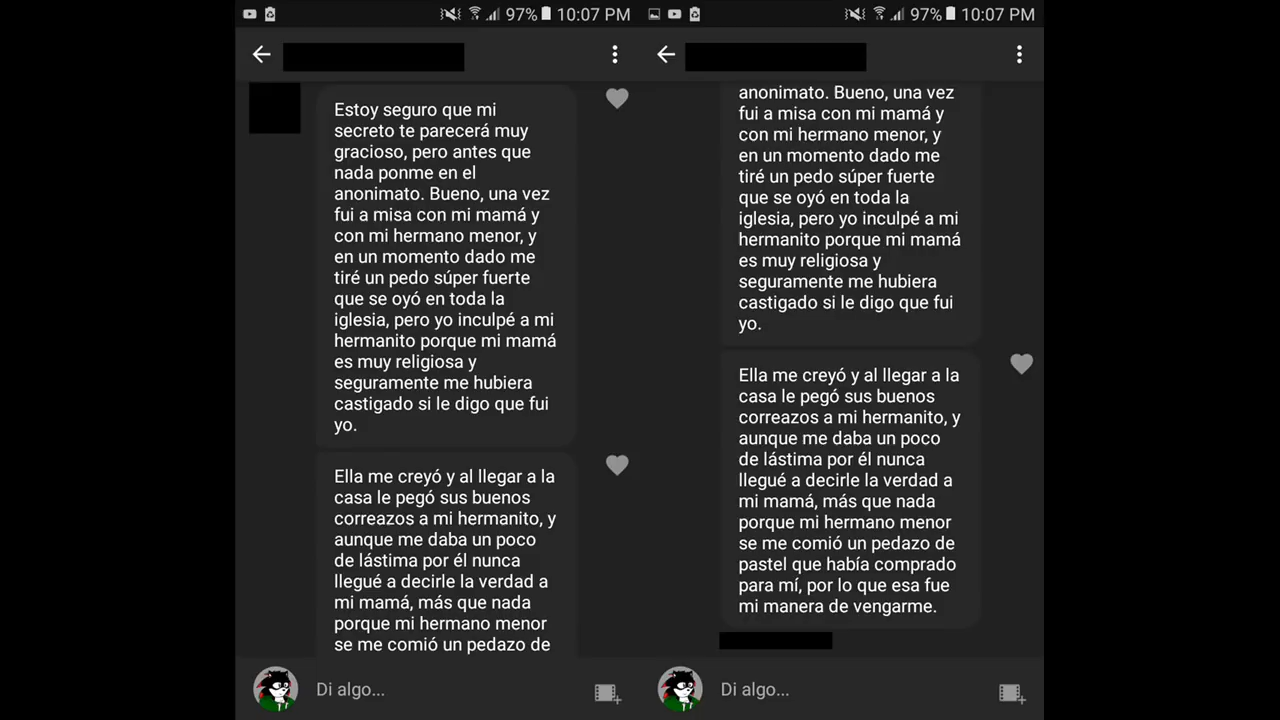 97% 10:07 PM
Estoy seguro que mi
secreto te parecerá muy
gracioso, pero antes que
nada ponme en el
anonimato. Bueno, una vez
fui a misa con mi mamá y
con mi hermano menor, y
en un momento dado me
tiré un pedo súper fuerte
que se oyó en toda la
iglesia, pero yo inculpé a mi
hermanito porque mi mamá
es muy religiosa y
seguramente me hubiera
castigado si le digo que fui
yo.
Ella me creyó y al llegar a la
casa le pegó sus buenos
correazos a mi hermanito, y
aunque me daba un poco
de lástima por él nunca
llegué a decirle la verdad a
mi mamá, más que nada
porque mi hermano menor
se me comió un pedazo de
Di algo...
97% 10:07 PM
anonimato. Bueno, una vez
fui a misa con mi mamá y
con mi hermano menor, y
en un momento dado me
tiré un pedo súper fuerte
que se oyó en toda la
iglesia, pero yo inculpé a mi
hermanito porque mi mamá
es muy religiosa y
seguramente me hubiera
castigado si le digo que fui
yo.
Ella me creyó y al llegar a la
casa le pegó sus buenos
correazos a mi hermanito, y
aunque me daba un poco
de lástima por él nunca
llegué a decirle la verdad a
mi mamá, más que nada
porque mi hermano menor
se me comió un pedazo de
pastel que había comprado
para mí, por lo que esa fue
mi manera de vengarme.
Di algo...